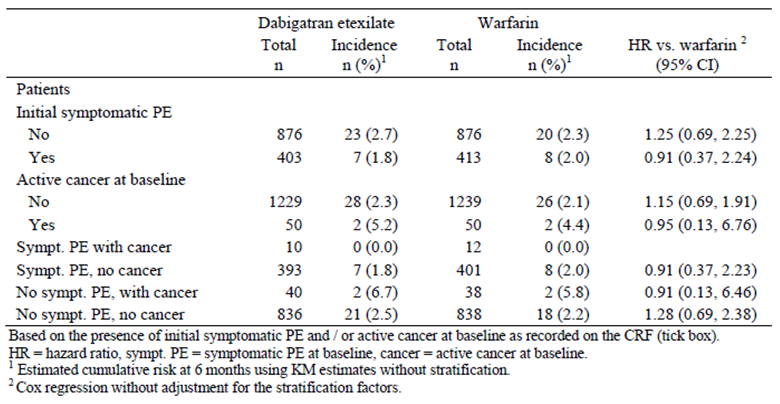 Dabigatran etexilate Warfarin
Total Incidence Total Incidence HR vs. warfarin 2
n n (%)1 n n (%)1 (95% CI)
Patients
Initial symptomatic PE
No 876 23 (2.7) 876 20 (2.3) 1.25 (0.69, 2.25)
Yes 403 7 (1.8) 413 8 (2.0) 0.91 (0.37, 2.24)
Active cancer at baseline
No 1229 28 (2.3) 1239 26 (2.1) 1.15 (0.69, 1.91)
Yes 50 2 (5.2) 50 2 (4.4) 0.95 (0.13, 6.76)
Sympt. PE with cancer 10 0 (0.0) 12 0 (0.0)
Sympt. PE, no cancer 393 7 (1.8) 401 8 (2.0) 0.91 (0.37, 2.23)
No sympt. PE, with cancer 40 2 (6.7) 38 2 (5.8) 0.91 (0.13, 6.46)
No sympt. PE, no cancer 836 21 (2.5) 838 18 (2.2) 1.28 (0.69, 2.38)
Based on the presence of initial symptomatic PE and / or active cancer at baseline as recorded on the CRF (tick box).
HR = hazard ratio, sympt. PE = symptomatic PE at baseline, cancer = active cancer at baseline.
1 Estimated cumulative risk at 6 months using KM estimates without stratification.
2 Cox regression without adjustment for the stratification factors.